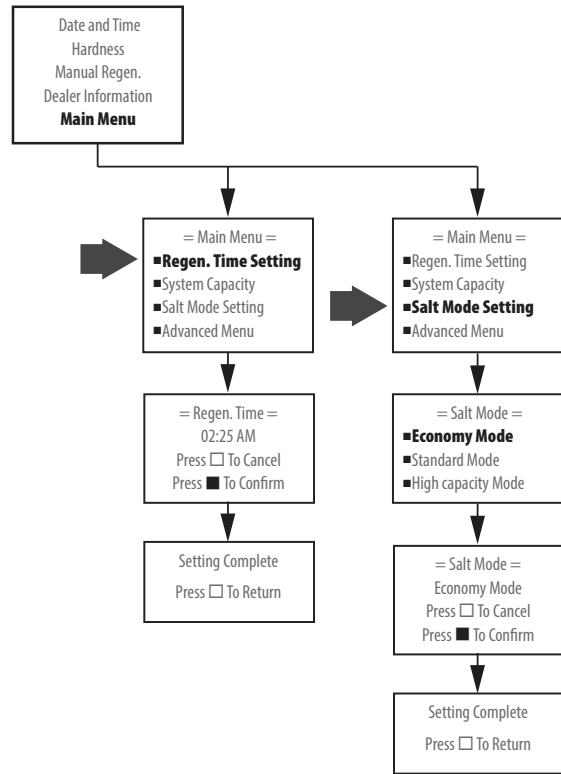 Date and Time
Hardness
Manual Regen.
Dealer Information
Main Menu
= Main Menu =
■Regen. Time Setting
■System Capacity
■Salt Mode Setting
■Advanced Menu
= Regen. Time =
02:25 AM
Press □ To Cancel
Press ■ To Confirm
Setting Complete
Press □ To Return
= Main Menu =
■Regen. Time Setting
■System Capacity
■Salt Mode Setting
■Advanced Menu
= Salt Mode =
■Economy Mode
■Standard Mode
■High capacity Mode
= Salt Mode =
Economy Mode
Press □ To Cancel
Press ■ To Confirm
Setting Complete
Press □ To Return